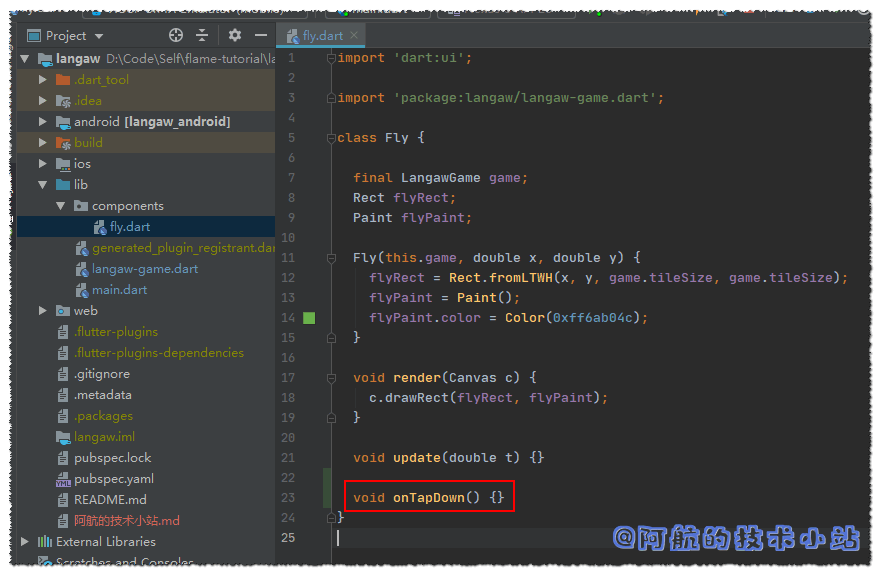 Project
fly.dart
langaw D:\Code\Self\flame-tutorial\la
.dart_tool
.idea
android [langaw_android]
build
ios
lib
components
fly.dart
generated_plugin_registrant.dar
langaw-game.dart
main.dart
web
.flutter-plugins
.flutter-plugins-dependencies
.gitignore
.metadata
.packages
langaw.iml
pubspec.lock
pubspec.yaml
README.md
阿航的技术小站.md
External Libraries
Scratches and Consoles
1 import 'dart:ui';
2
3 import 'package:langaw/langaw-game.dart';
4
5 class Fly {
6
7 final LangawGame game;
8 Rect flyRect;
9 Paint flyPaint;
10
11 Fly(this.game, double x, double y) {
12 flyRect = Rect.fromLTWH(x, y, game.tileSize, game.tileSize);
13 flyPaint = Paint();
14 flyPaint.color = Color(0xff6ab04c);
15 }
16
17 void render(Canvas c) {
18 c.drawRect(flyRect, flyPaint);
19 }
20
21 void update(double t) {}
22
23 void onTapDown() {}
24 }
25
@阿航的技术小站